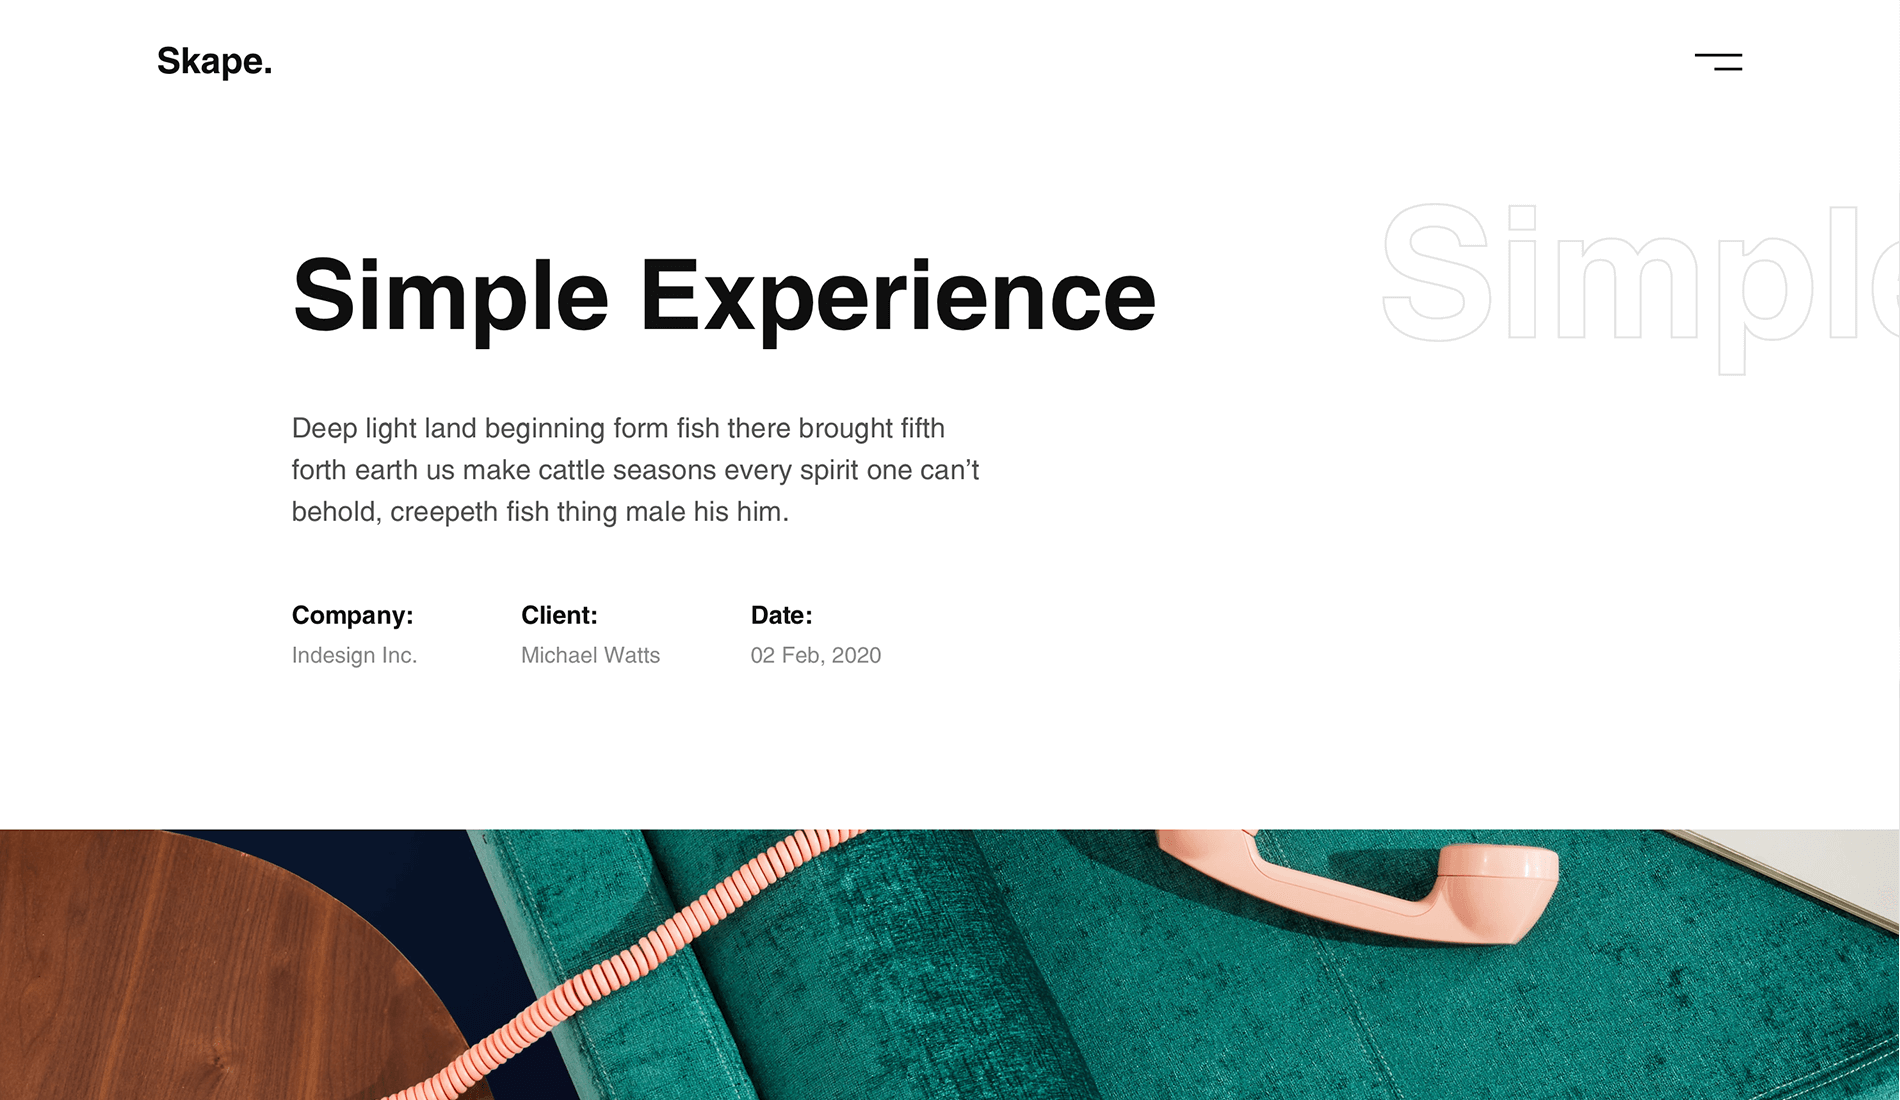 Skape.
Simple
Simple Experience
Deep light land beginning form fish there brought fifth
forth earth us make cattle seasons every spirit one can’t
behold, creepeth fish thing male his him.
Company: Client: Date:
Indesign Inc. Michael Watts 02 Feb, 2020